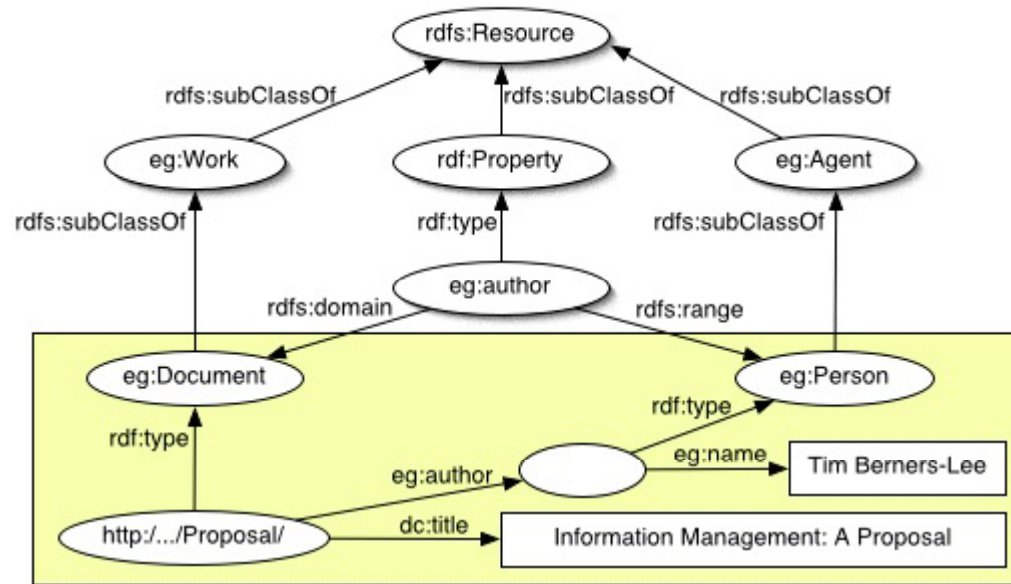 rdfs:Resource
rdfs:subClassOf
rdfs:subClassOf
rdfs:subClassOf
eg:Work
rdf:Property
eg:Agent
rdfs:subClassOf
rdf:type
rdfs:subClassOf
eg:author
rdfs:domain
rdfs:range
eg:Document
eg:Person
rdf:type
rdf:type
eg:author
eg:name
Tim Berners-Lee
http:/.../Proposal/
dc:title
Information Management: A Proposal